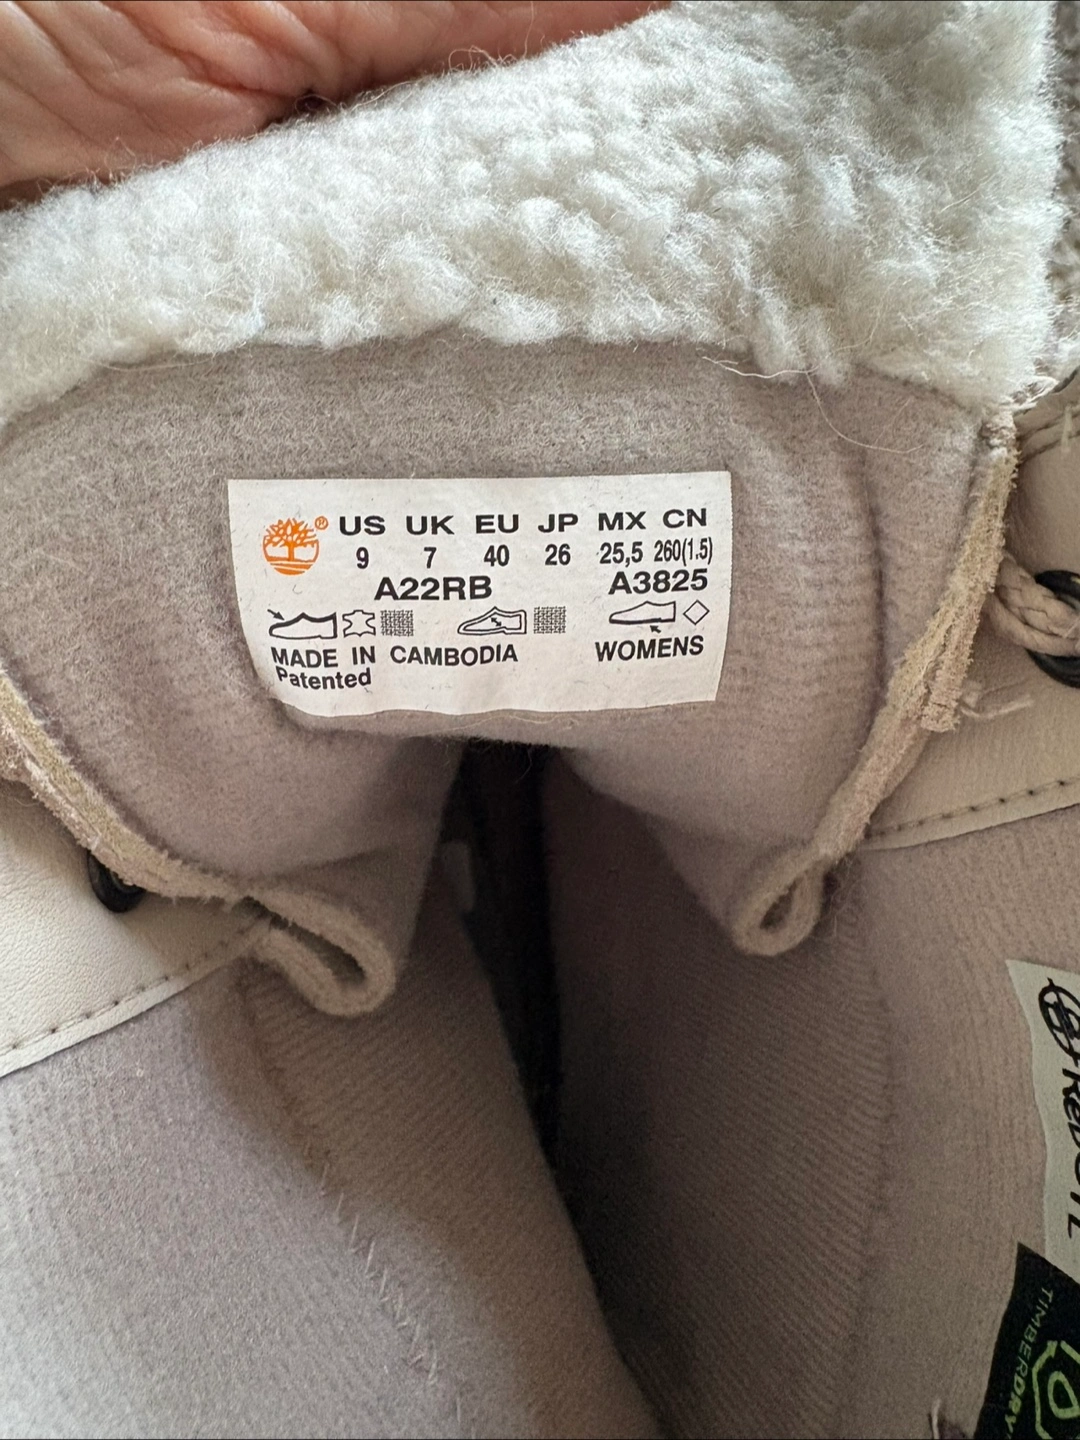 ® US UK EU JP MX CN
9 7 40 26 25,5 260(1.5)
A22RB A3825
MADE IN CAMBODIA WOMENS
Patented
ReBOTL
TIMBERDRY